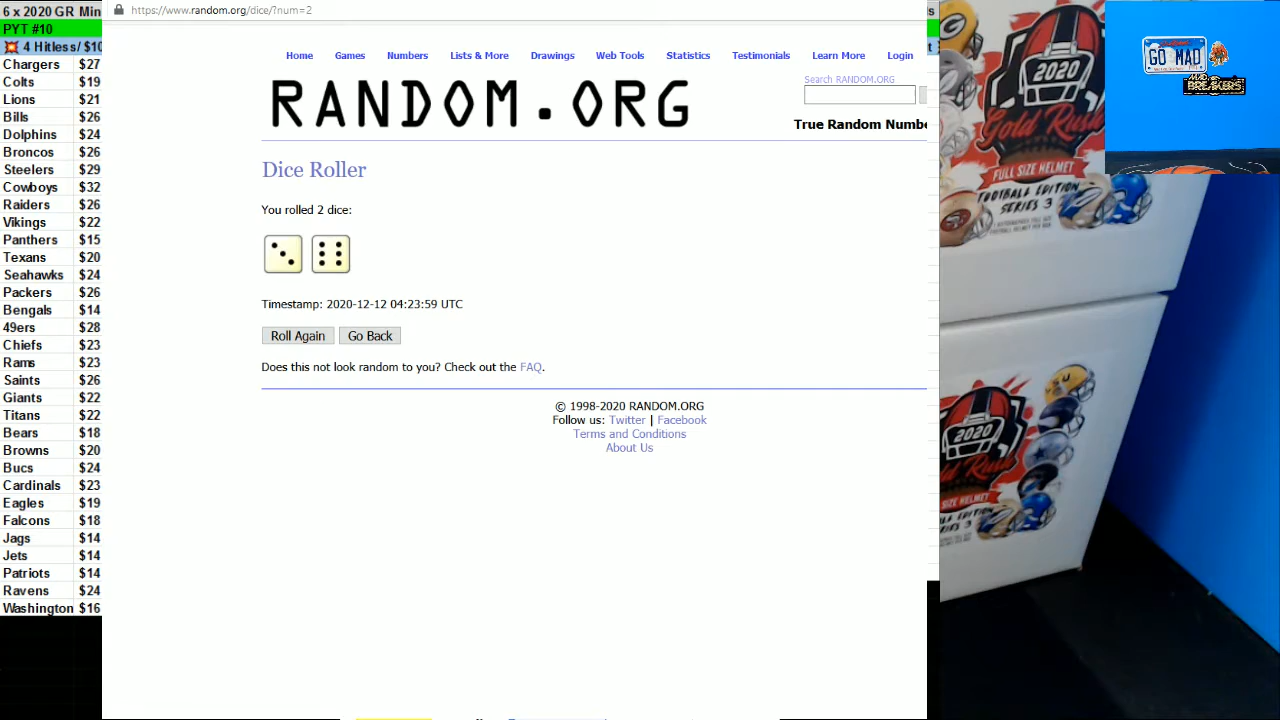 6 x 2020 GR Min
PYT #10
4 Hitless/ $10
Chargers $27
Colts $19
Lions $21
Bills $26
Dolphins $24
Broncos $26
Steelers $29
Cowboys $32
Raiders $26
Vikings $22
Panthers $15
Texans $20
Seahawks $24
Packers $26
Bengals $14
49ers $28
Chiefs $23
Rams $23
Saints $26
Giants $22
Titans $22
Bears $18
Browns $20
Bucs $24
Cardinals $23
Eagles $19
Falcons $18
Jags $14
Jets $14
Patriots $14
Ravens $24
Washington $16
https://www.random.org/dice/?num=2
Home Games Numbers Lists & More Drawings Web Tools Statistics Testimonials Learn More Login
RANDOM.ORG
Search RANDOM.ORG
True Random Numbe
Dice Roller
You rolled 2 dice:
Timestamp: 2020-12-12 04:23:59 UTC
Roll Again Go Back
Does this not look random to you? Check out the FAQ.
© 1998-2020 RANDOM.ORG
Follow us: Twitter | Facebook
Terms and Conditions
About Us
2020
Gold Rush
FULL SIZE HELMET
FOOTBALL EDITION
SERIES 3
GO MAD
MAD
BREAKERS
2020
Rush
SIZE HELMET
EDITION